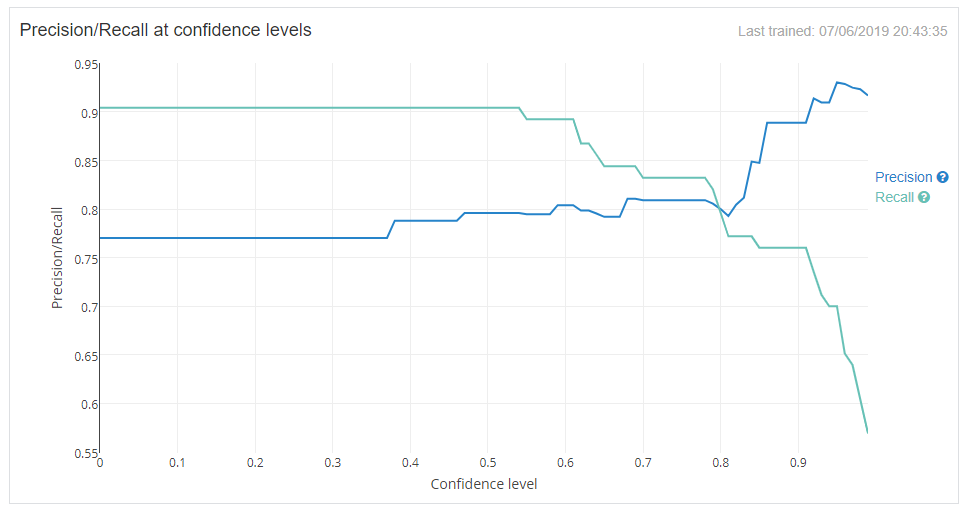 Precision/Recall at confidence levels
Last trained: 07/06/2019 20:43:35
0.95
0.9
0.85
0.8
0.75
0.7
0.65
0.6
0.55
Precision/Recall
0 0.1 0.2 0.3 0.4 0.5 0.6 0.7 0.8 0.9
Confidence level
Precision ?
Recall ?